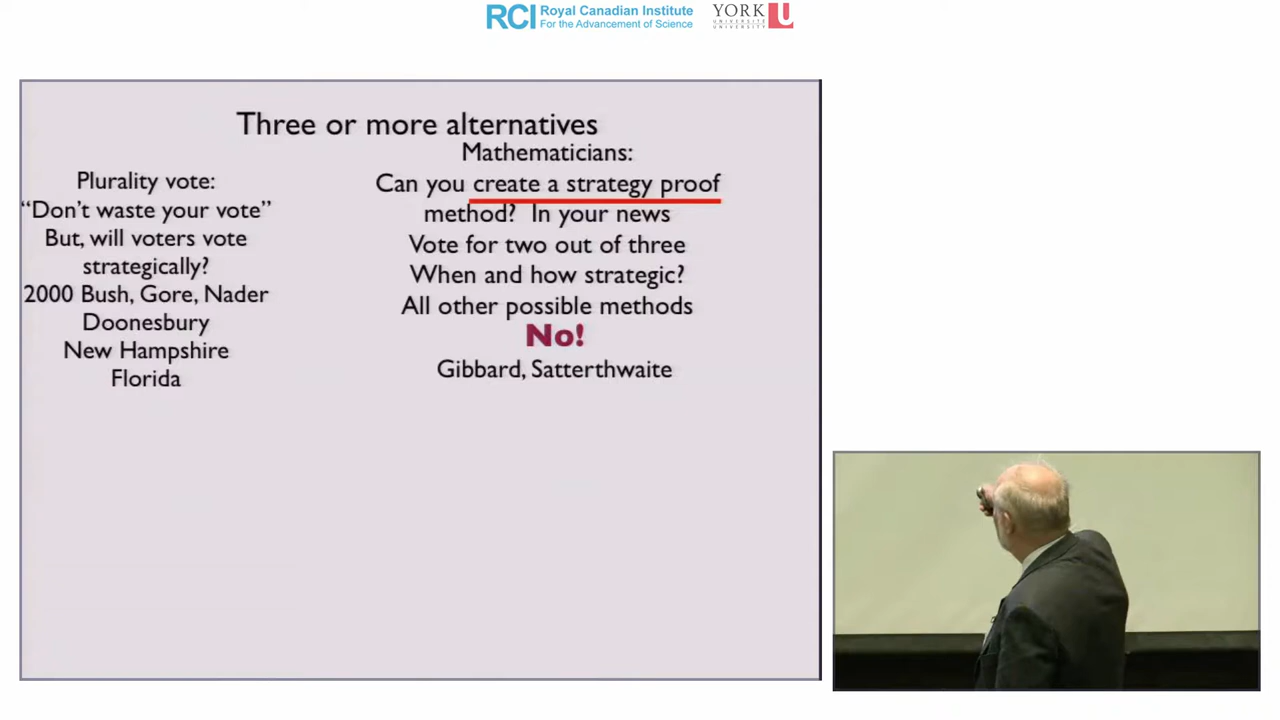 RCI Royal Canadian Institute
For the Advancement of Science
YORK U
UNIVERSITÉ
UNIVERSITY
Three or more alternatives
Plurality vote:
“Don’t waste your vote”
But, will voters vote
strategically?
2000 Bush, Gore, Nader
Doonesbury
New Hampshire
Florida
Mathematicians:
Can you create a strategy proof
method? In your news
Vote for two out of three
When and how strategic?
All other possible methods
No!
Gibbard, Satterthwaite